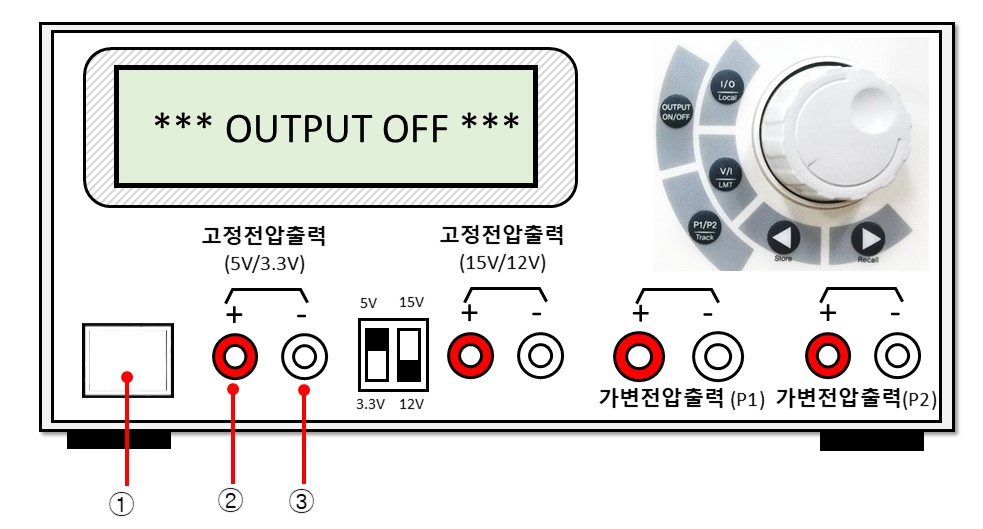 *** OUTPUT OFF ***
I/O
Local
OUTPUT
ON/OFF
V/I
LMT
P1/P2
Track
Store
Recall
고정전압출력
(5V/3.3V)
고정전압출력
(15V/12V)
5V 15V
+ -
+ -
+ -
+ -
3.3V 12V
가변전압출력 (P1)
가변전압출력(P2)
① ② ③